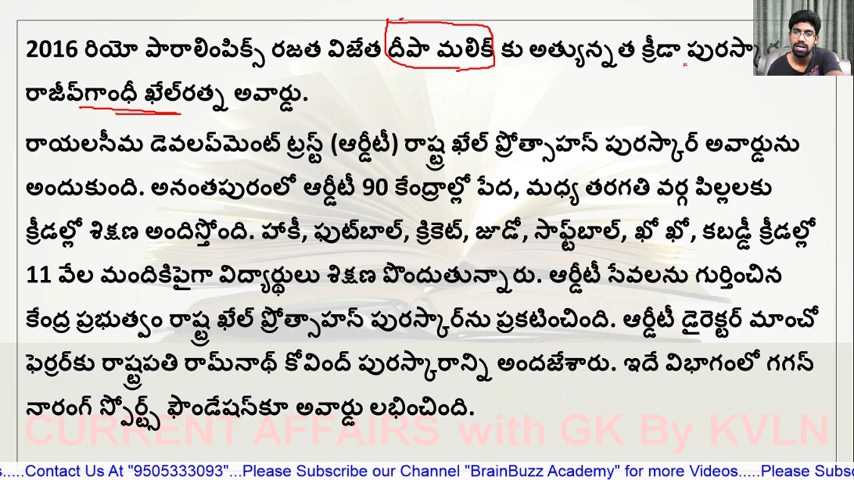 2016 రియో పారాలింపిక్స్ రజత విజేత దీపా మలిక్ కు అత్యున్నత క్రీడా
రాజీవ్‌గాంధీ ఖేల్‌రత్న అవార్డు.
రాయలసీమ డెవలప్‌మెంట్ ట్రస్ట్ (ఆర్డీటీ) రాష్ట్ర ఖేల్ ప్రోత్సాహన్ పురస్కార్ అవార్డును
అందుకుంది. అనంతపురంలో ఆర్డీటీ 90 కేంద్రాల్లో పేద, మధ్య తరగతి వర్గ పిల్లలకు
క్రీడల్లో శిక్షణ అందిస్తోంది. హాకీ, ఫుట్‌బాల్, క్రికెట్, జూడో, సాఫ్ట్‌బాల్, ఖో ఖో, కబడ్డీ క్రీడల్లో
11 వేల మందికిపైగా విద్యార్థులు శిక్షణ పొందుతున్నారు. ఆర్డీటీ సేవలను గుర్తించిన
కేంద్ర ప్రభుత్వం రాష్ట్ర ఖేల్ ప్రోత్సాహన్ పురస్కార్‌ను ప్రకటించింది. ఆర్డీటీ డైరెక్టర్ మాంచో
ఫెర్రర్‌కు రాష్ట్రపతి రామ్‌నాథ్ కోవింద్ పురస్కారాన్ని అందజేశారు. ఇదే విభాగంలో గగన్
నారంగ్ స్పోర్ట్స్ ఫౌండేషన్‌కూ అవార్డు లభించింది.
CURRENT AFFAIRS with GK By KVLN
.....Contact Us At "9505333093"...Please Subscribe our Channel "BrainBuzz Academy" for more Videos.....Please